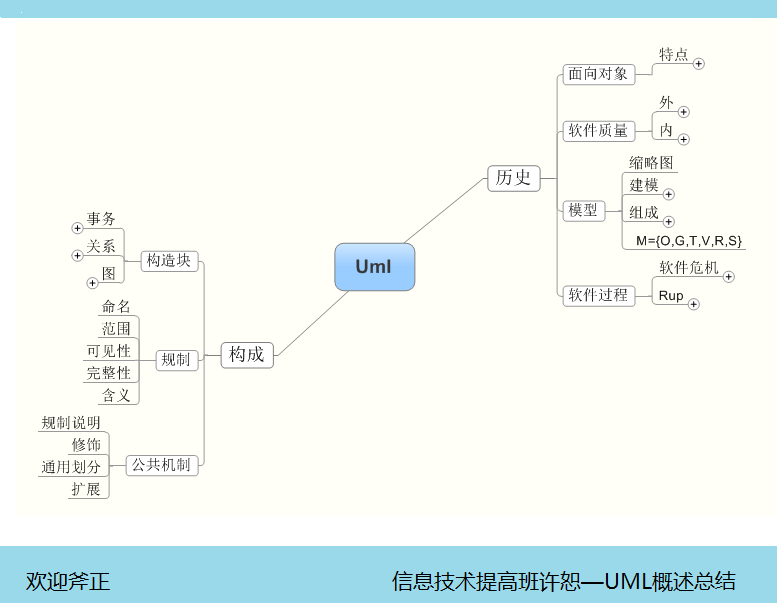 Uml
历史
面向对象
特点
软件质量
外
内
模型
缩略图
建模
组成
M={O,G,T,V,R,S}
软件过程
软件危机
Rup
构成
构造块
事务
关系
图
规制
命名
范围
可见性
完整性
含义
公共机制
规制说明
修饰
通用划分
扩展
欢迎斧正
信息技术提高班许恕—UML概述总结